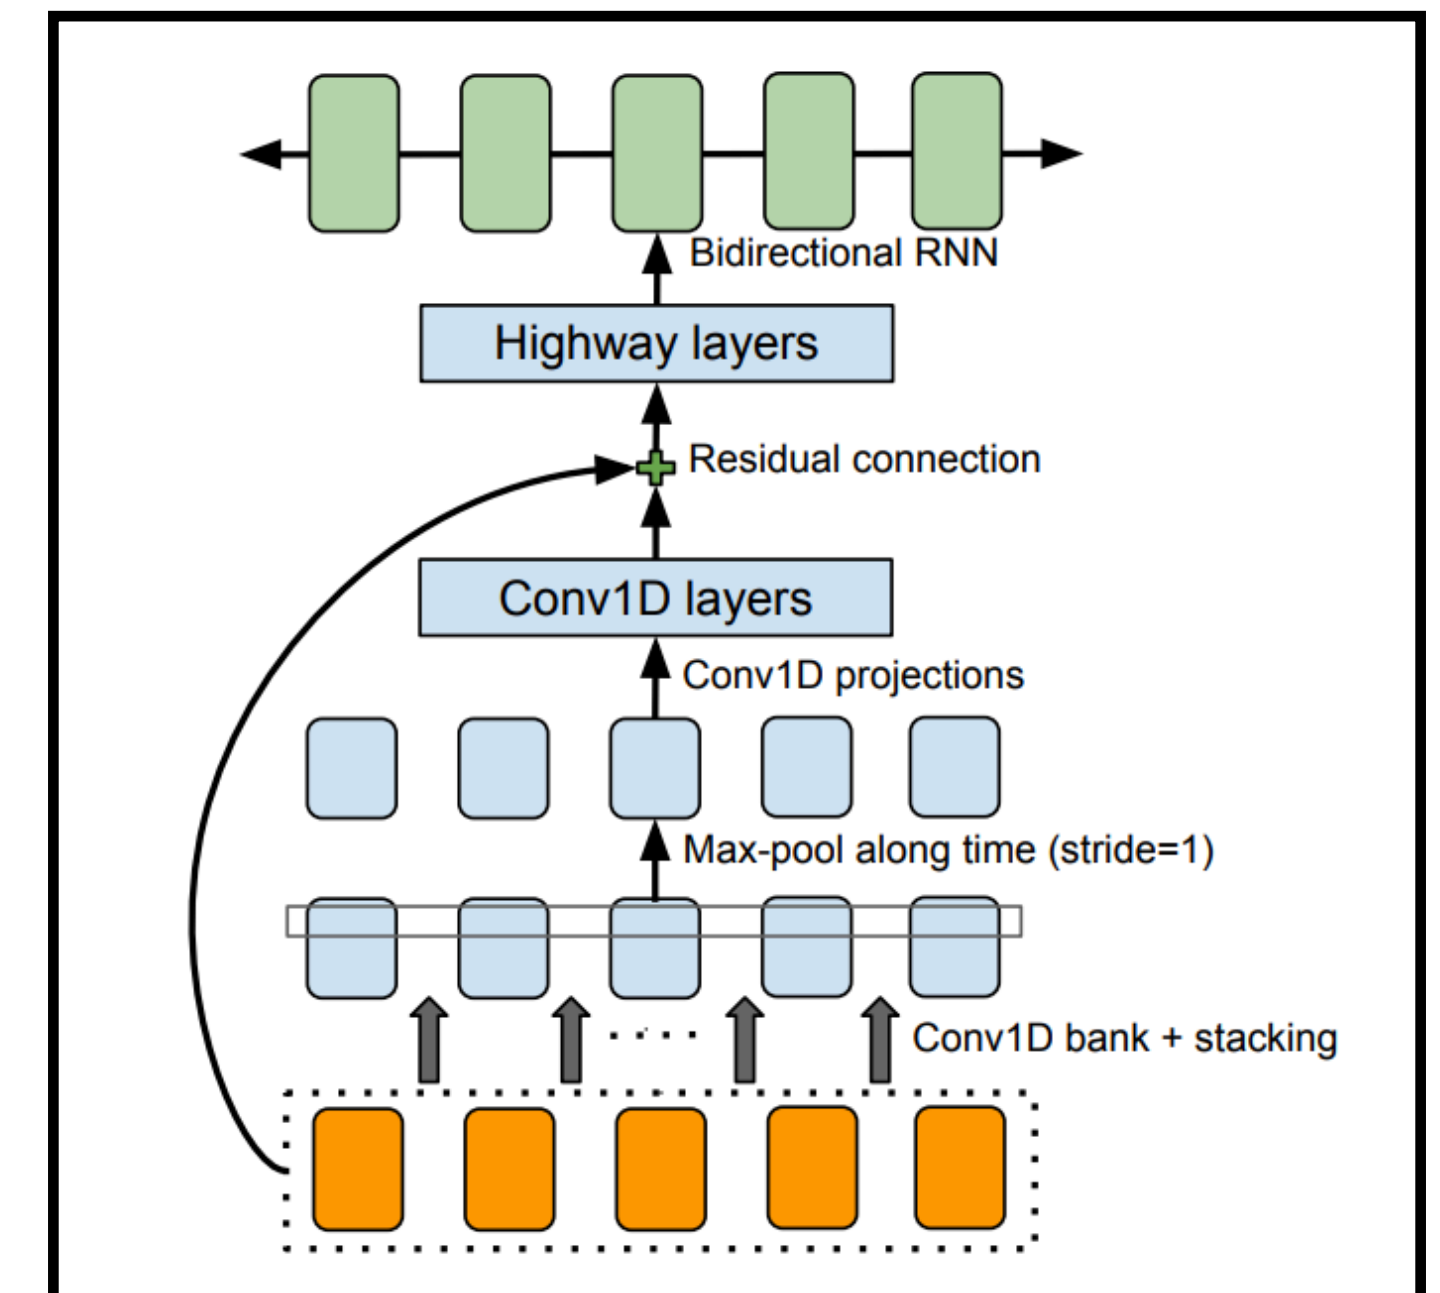 Bidirectional RNN
Highway layers
Residual connection
Conv1D layers
Conv1D projections
Max-pool along time (stride=1)
Conv1D bank + stacking